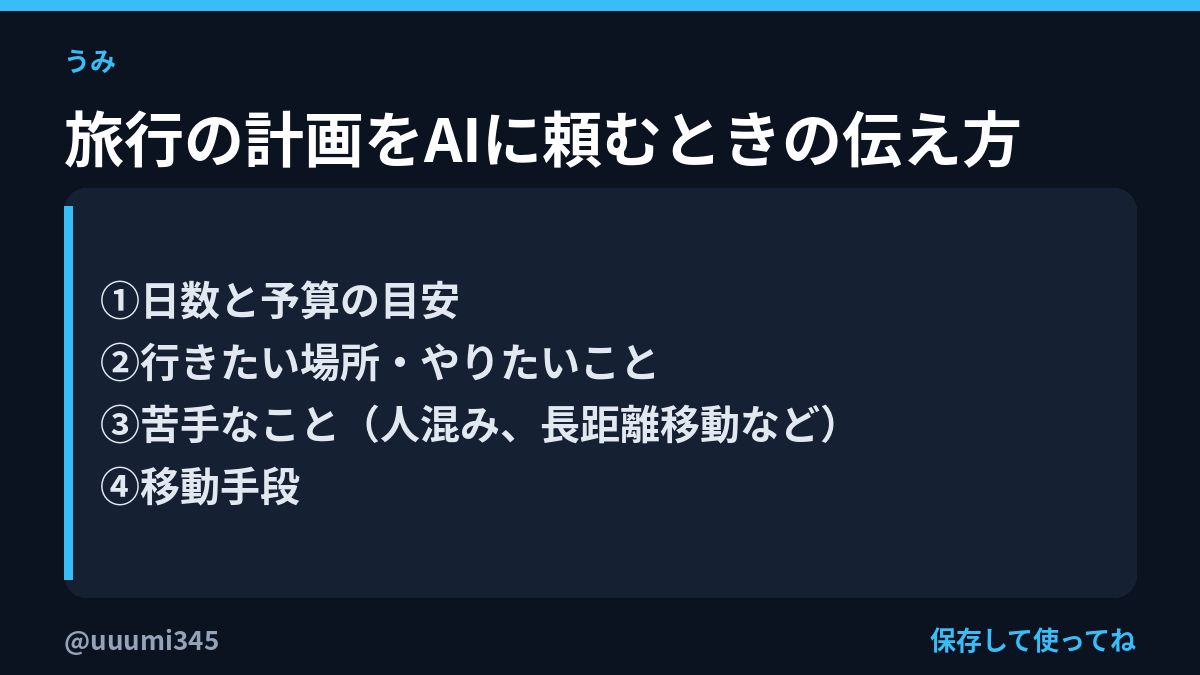 うみ
旅行の計画をAIに頼むときの伝え方
①日数と予算の目安
②行きたい場所・やりたいこと
③苦手なこと（人混み、長距離移動など）
④移動手段
@uuumi345
保存して使ってね